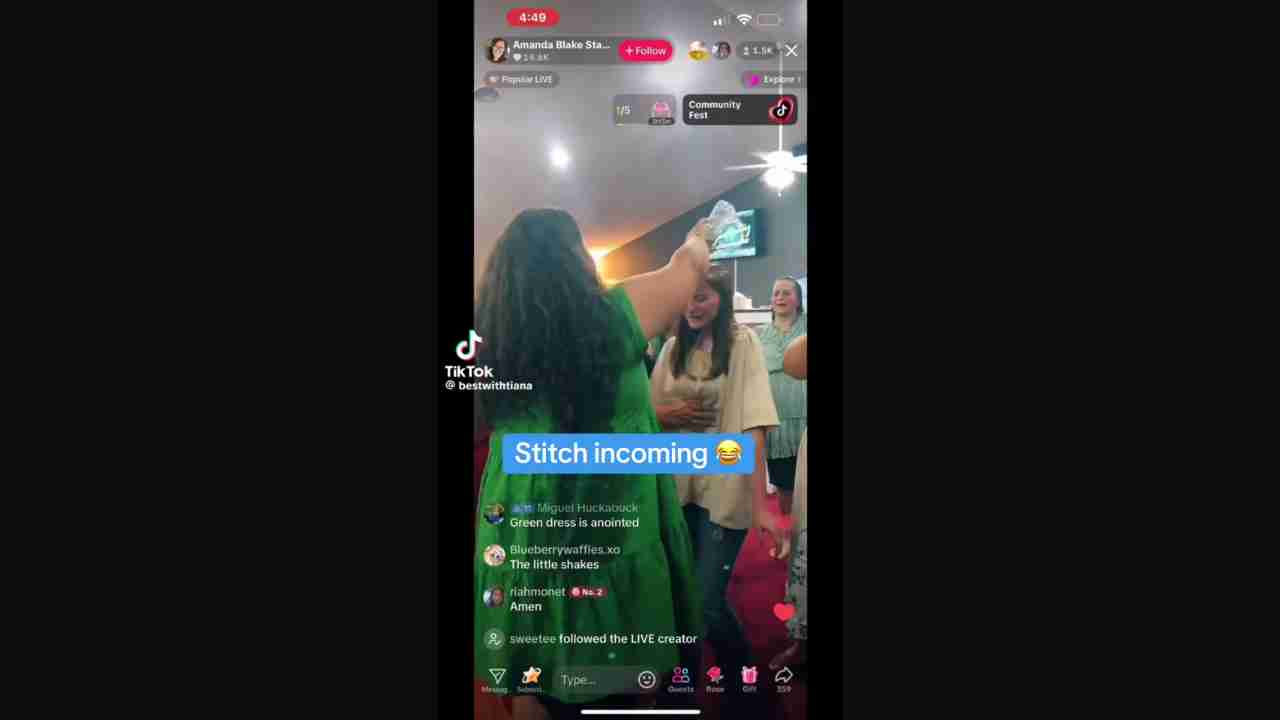 4:49
Amanda Blake Sta...
+ Follow
1.5K
Popular LIVE
Explore
1/5
Community
Fest
TikTok
@ bestwithtiana
Stitch incoming 😂
Miguel Huckabuck
Green dress is anointed
Blueberrywaffles.xo
The little shakes
riahmonet No. 2
Amen
sweetee followed the LIVE creator
Type...
Guests
Rose
Gift
359